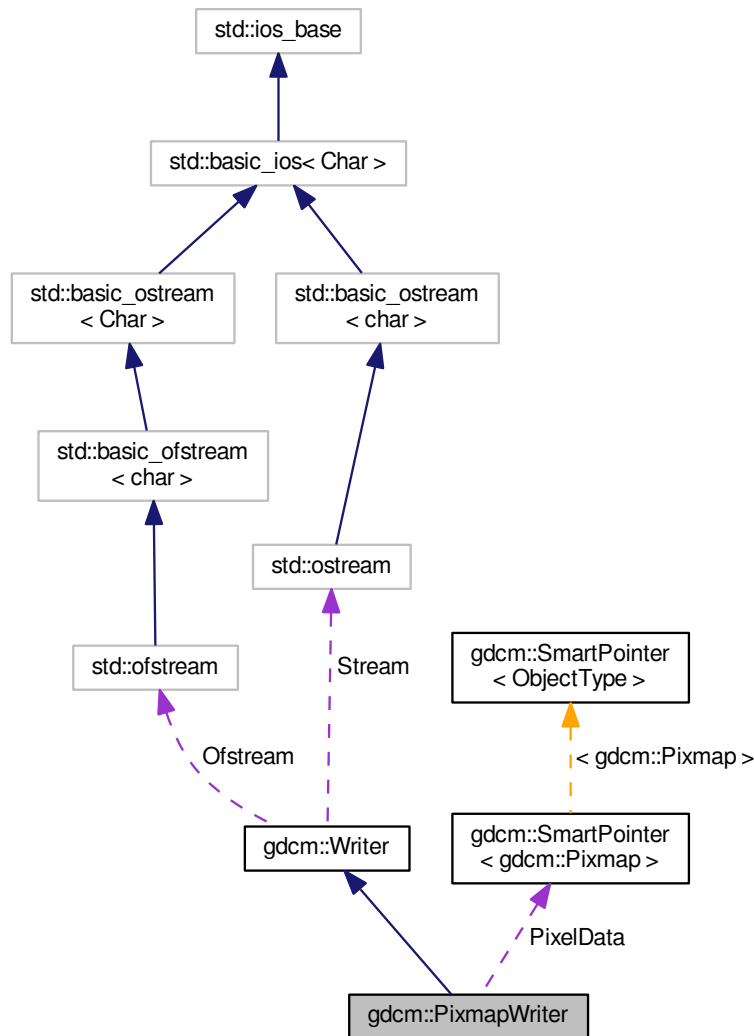 std::ios_base
std::basic_ios< Char >
std::basic_ostream
< Char >
std::basic_ostream
< char >
std::basic_ofstream
< char >
std::ostream
std::ofstream
gdcm::SmartPointer
< ObjectType >
Stream
Ofstream
< gdcm::Pixmap >
gdcm::Writer
gdcm::SmartPointer
< gdcm::Pixmap >
PixelData
gdcm::PixmapWriter